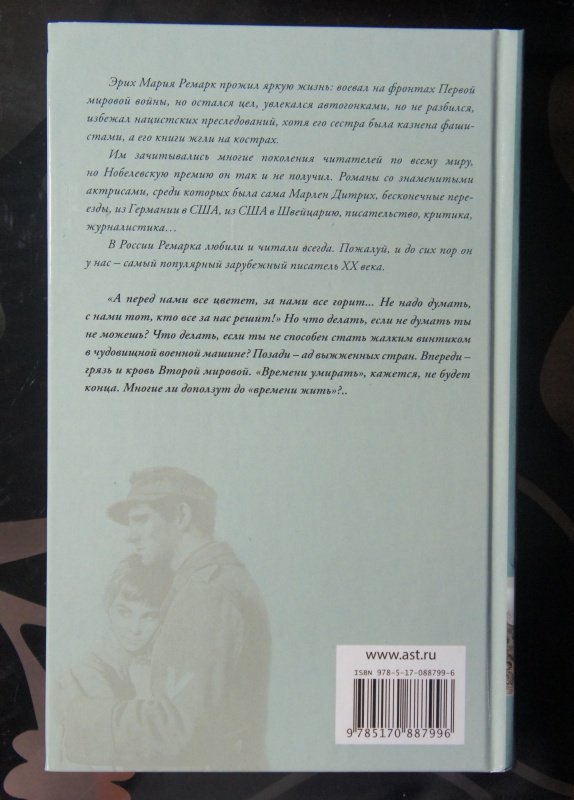 Эрих Мария Ремарк прожил яркую жизнь: воевал на фронтах Первой
мировой войны, но остался цел, увлекался автогонками, но не разбился,
избежал нацистских преследований, хотя его сестра была казнена фаши-
стами, а его книги жгли на кострах.
Им зачитывались многие поколения читателей по всему миру,
но Нобелевскую премию он так и не получил. Романы со знаменитыми
актрисами, среди которых была сама Марлен Дитрих, бесконечные пере-
езды, из Германии в США, из США в Швейцарию, писательство, критика,
журналистика...
В России Ремарка любили и читали всегда. Пожалуй, и до сих пор он
у нас – самый популярный зарубежный писатель XX века.
«А перед нами все цветет, за нами все горит... Не надо думать,
с нами тот, кто все за нас решит!» Но что делать, если не думать ты
не можешь? Что делать, если ты не способен стать жалким винтиком
в чудовищной военной машине? Позади – ад выжженных стран. Впереди –
грязь и кровь Второй мировой. «Времени умирать», кажется, не будет
конца. Многие ли доползут до «времени жить»?..
www.ast.ru
ISBN 978-5-17-088799-6
9785170887996